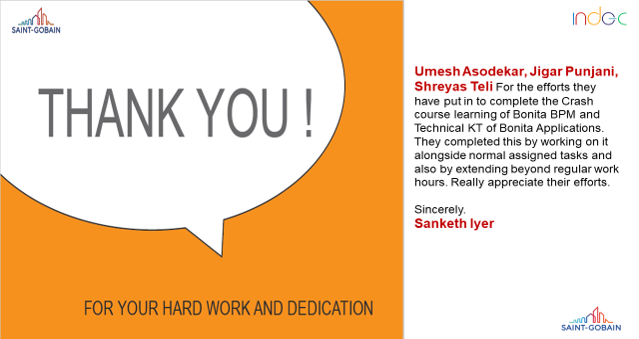 SAINT-GOBAIN
THANK YOU !
FOR YOUR HARD WORK AND DEDICATION
indec
Umesh Asodekar, Jigar Punjani,
Shreyas Teli For the efforts they
have put in to complete the Crash
course learning of Bonita BPM and
Technical KT of Bonita Applications.
They completed this by working on it
alongside normal assigned tasks and
also by extending beyond regular work
hours. Really appreciate their efforts.
Sincerely.
Sanketh Iyer
SAINT-GOBAIN